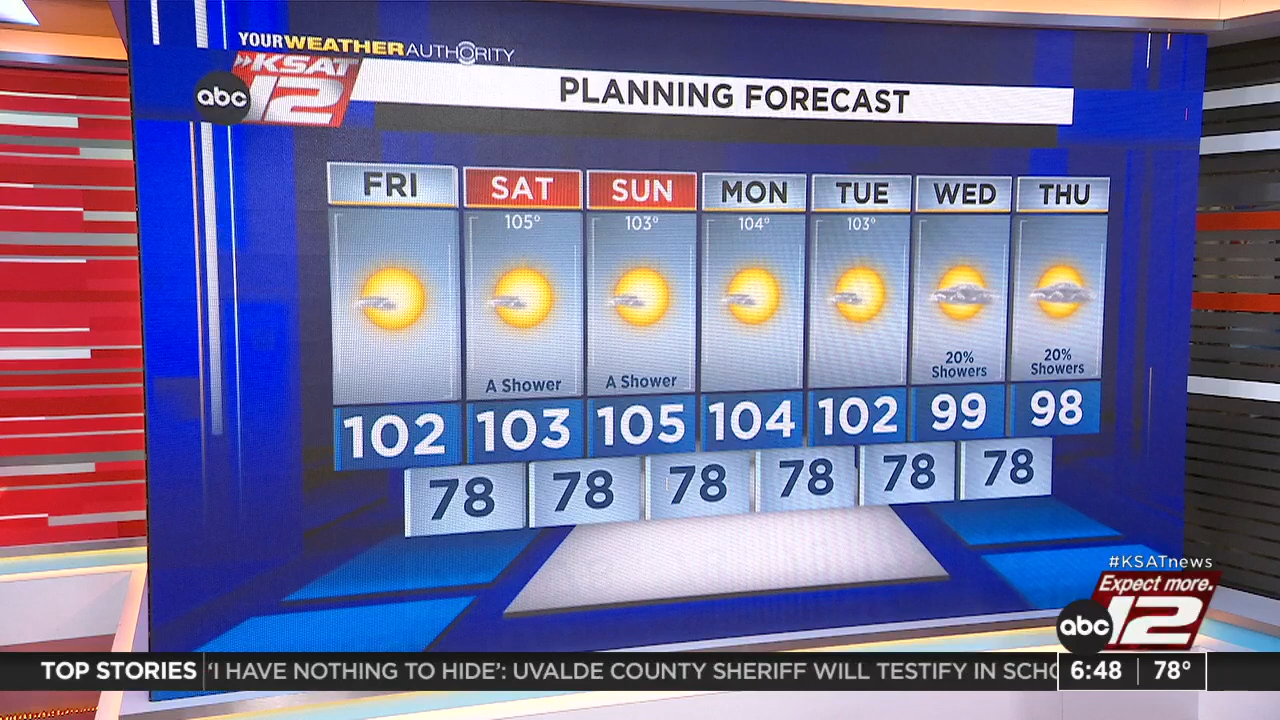 YOURWEATHERAUTHORITY
»KSAT
abc 12
PLANNING FORECAST
FRI SAT SUN MON TUE WED THU
105° 103° 104° 103°
A Shower A Shower 20% Showers 20% Showers
102 103 105 104 102 99 98
78 78 78 78 78 78
#KSATnews
Expect more.
abc 12
TOP STORIES 'I HAVE NOTHING TO HIDE': UVALDE COUNTY SHERIFF WILL TESTIFY IN SCHO 6:48 78°